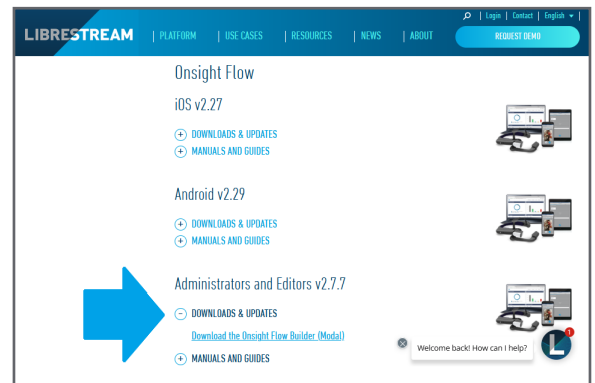 Login | Contact | English
LIBRESTREAM | PLATFORM | USE CASES | RESOURCES | NEWS | ABOUT REQUEST DEMO
Onsight Flow
iOS v2.27
DOWNLOADS & UPDATES
MANUALS AND GUIDES
Android v2.29
DOWNLOADS & UPDATES
MANUALS AND GUIDES
Administrators and Editors v2.7.7
DOWNLOADS & UPDATES
Download the Onsight Flow Builder (Modal)
MANUALS AND GUIDES
Welcome back! How can I help?
L 1